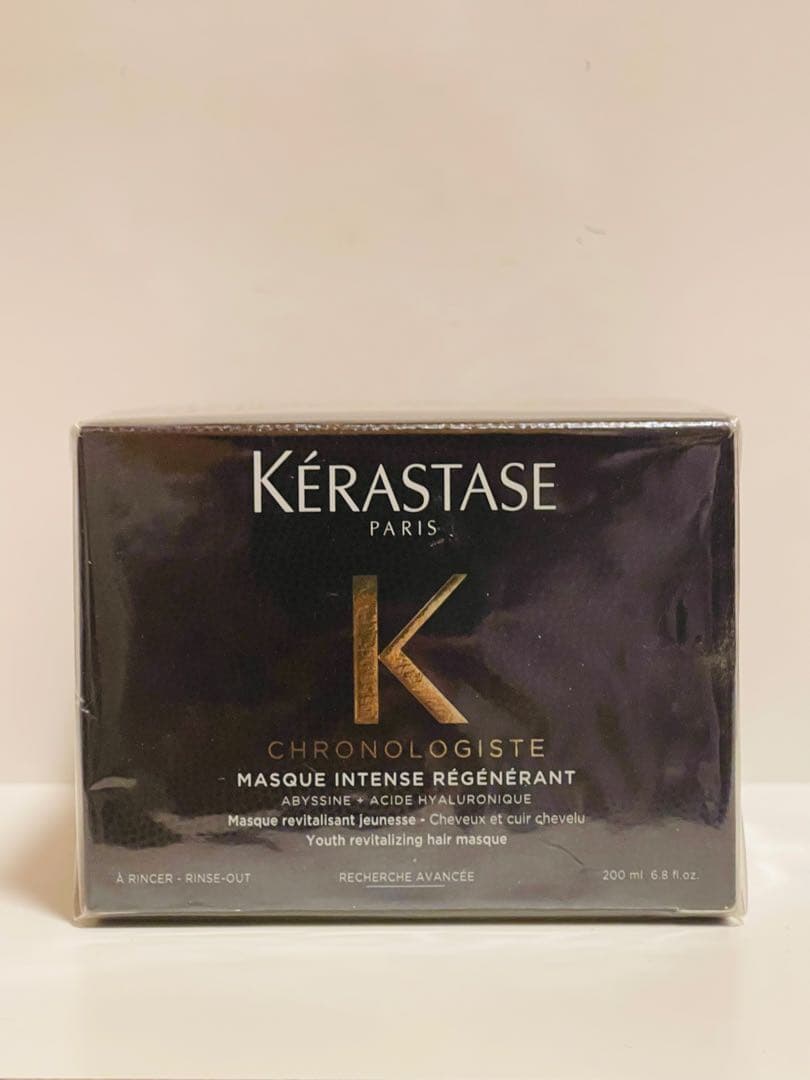 KÉRASTASE
PARIS
K
CHRONOLOGISTE
MASQUE INTENSE RÉGÉNÉRANT
ABYSSINE + ACIDE HYALURONIQUE
Masque revitalisant jeunesse - Cheveux et cuir chevelu
Youth revitalizing hair masque
À RINCER - RINSE-OUT RECHERCHE AVANCÉE 200 ml 6.8 fl.oz.